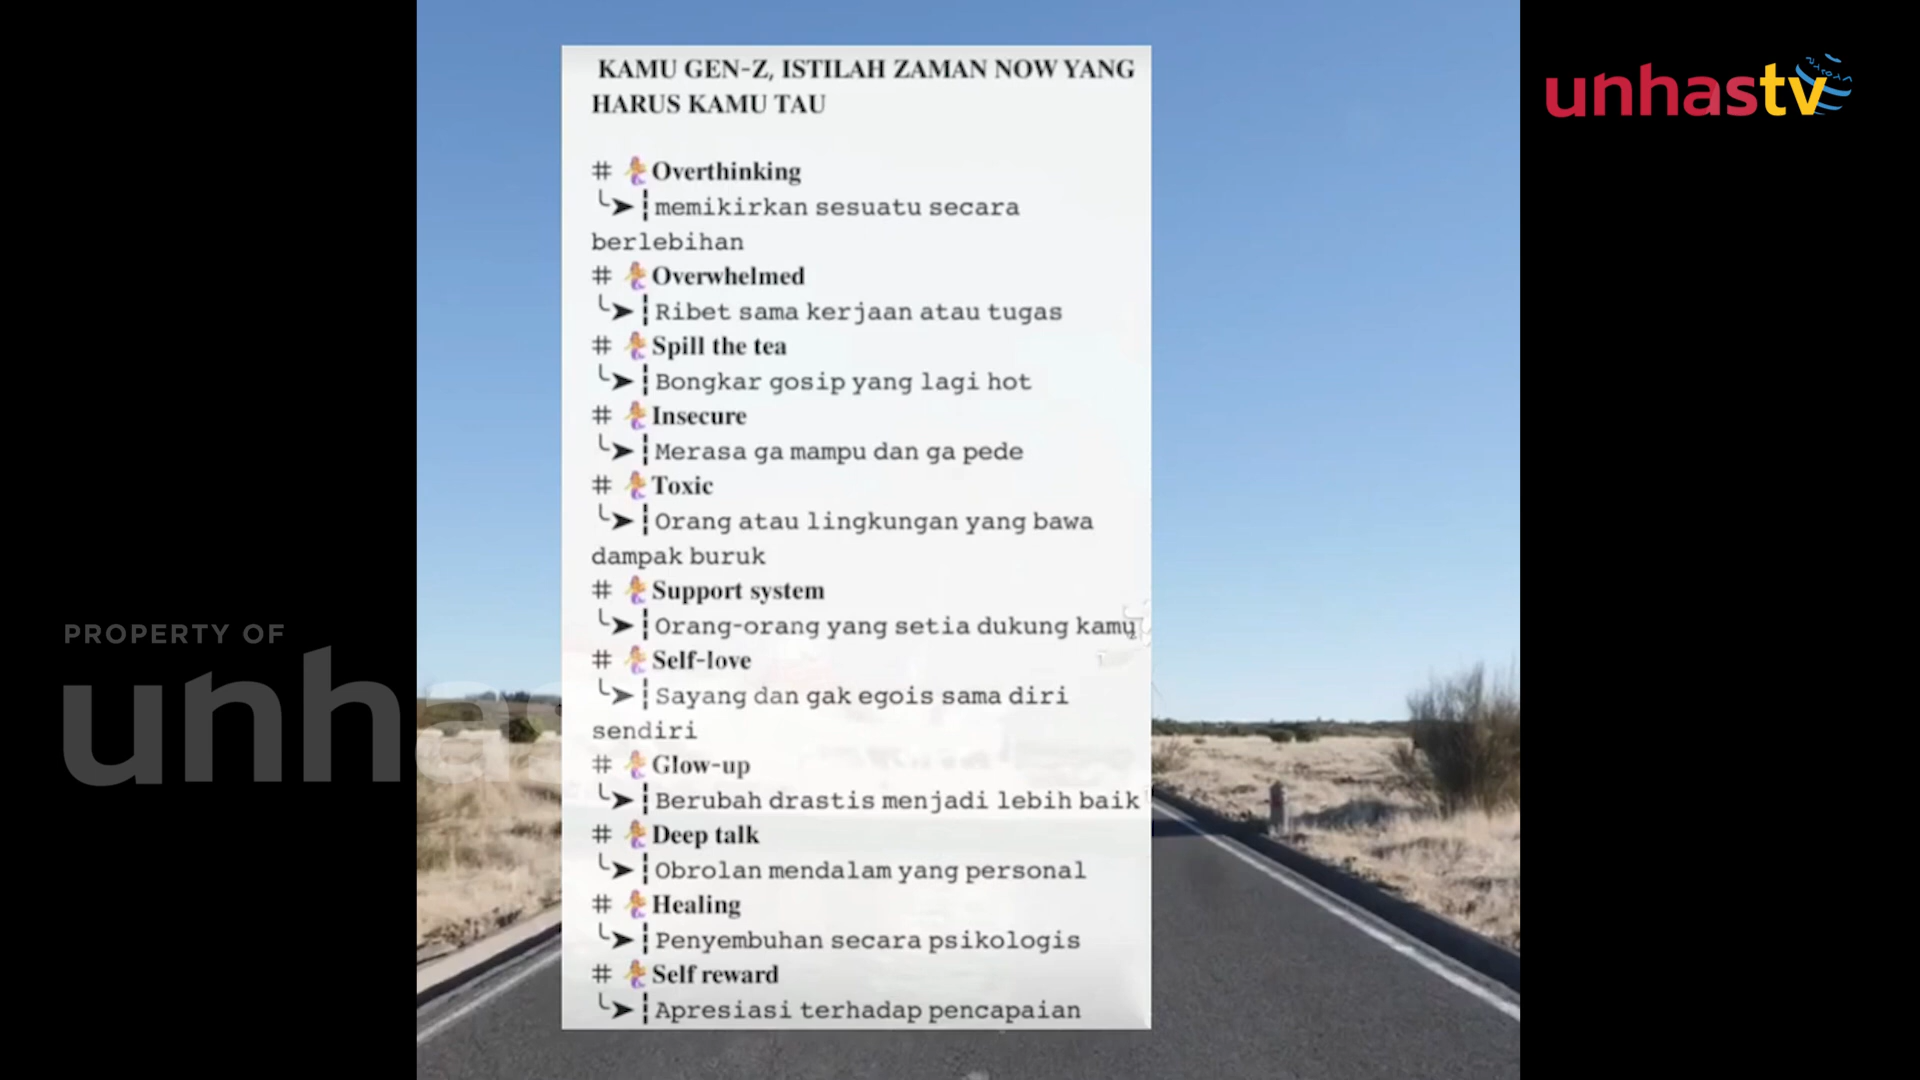 KAMU GEN-Z, ISTILAH ZAMAN NOW YANG
HARUS KAMU TAU
# Overthinking
memikirkan sesuatu secara
berlebihan
# Overwhelmed
Ribet sama kerjaan atau tugas
# Spill the tea
Bongkar gosip yang lagi hot
# Insecure
Merasa ga mampu dan ga pede
# Toxic
Orang atau lingkungan yang bawa
dampak buruk
# Support system
Orang-orang yang setia dukung kamu
# Self-love
Sayang dan gak egois sama diri
sendiri
# Glow-up
Berubah drastis menjadi lebih baik
# Deep talk
Obrolan mendalam yang personal
# Healing
Penyembuhan secara psikologis
# Self reward
Apresiasi terhadap pencapaian
unhastv
PROPERTY OF
unhas